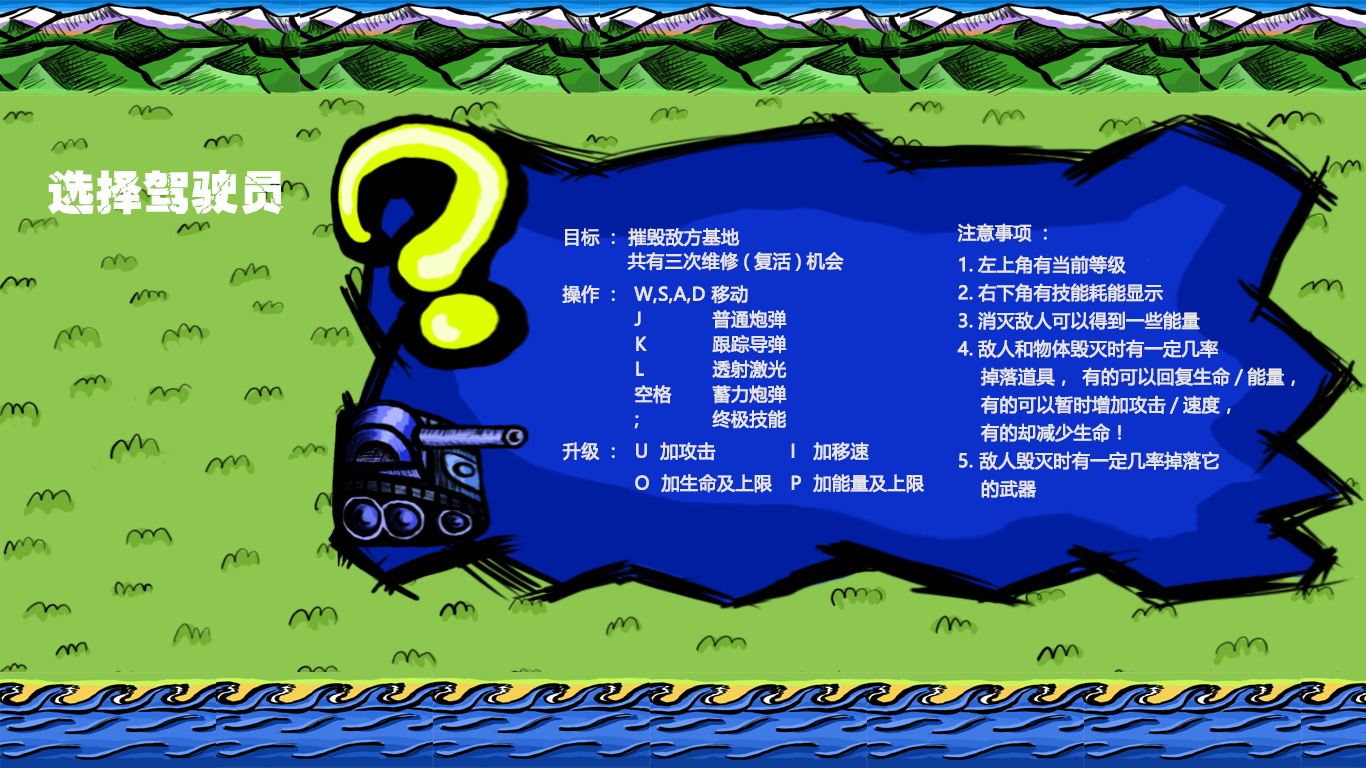 选择驾驶员
目标 : 摧毁敌方基地
共有三次维修 ( 复活 ) 机会
操作 : W,S,A,D 移动
J 普通炮弹
K 跟踪导弹
L 透射激光
空格 蓄力炮弹
; 终极技能
升级 : U 加攻击 I 加移速
O 加生命及上限 P 加能量及上限
注意事项 :
1. 左上角有当前等级
2. 右下角有技能耗能显示
3. 消灭敌人可以得到一些能量
4. 敌人和物体毁灭时有一定几率
掉落道具， 有的可以回复生命 / 能量，
有的可以暂时增加攻击 / 速度，
有的却减少生命！
5. 敌人毁灭时有一定几率掉落它
的武器